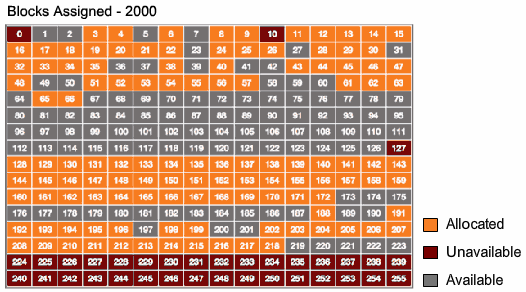 Blocks Assigned - 2000
0 1 2 3 4 5 6 7 8 9 10 11 12 13 14 15
16 17 18 19 20 21 22 23 24 25 26 27 28 29 30 31
32 33 34 35 36 37 38 39 40 41 42 43 44 45 46 47
48 49 50 51 52 53 54 55 56 57 58 59 60 61 62 63
64 65 66 67 68 69 70 71 72 73 74 75 76 77 78 79
80 81 82 83 84 85 86 87 88 89 90 91 92 93 94 95
96 97 98 99 100 101 102 103 104 105 106 107 108 109 110 111
112 113 114 115 116 117 118 119 120 121 122 123 124 125 126 127
128 129 130 131 132 133 134 135 136 137 138 139 140 141 142 143
144 145 146 147 148 149 150 151 152 153 154 155 156 157 158 159
160 161 162 163 164 165 166 167 168 169 170 171 172 173 174 175
176 177 178 179 180 181 182 183 184 185 186 187 188 189 190 191
192 193 194 195 196 197 198 199 200 201 202 203 204 205 206 207
208 209 210 211 212 213 214 215 216 217 218 219 220 221 222 223
224 225 226 227 228 229 230 231 232 233 234 235 236 237 238 239
240 241 242 243 244 245 246 247 248 249 250 251 252 253 254 255
Allocated
Unavailable
Available